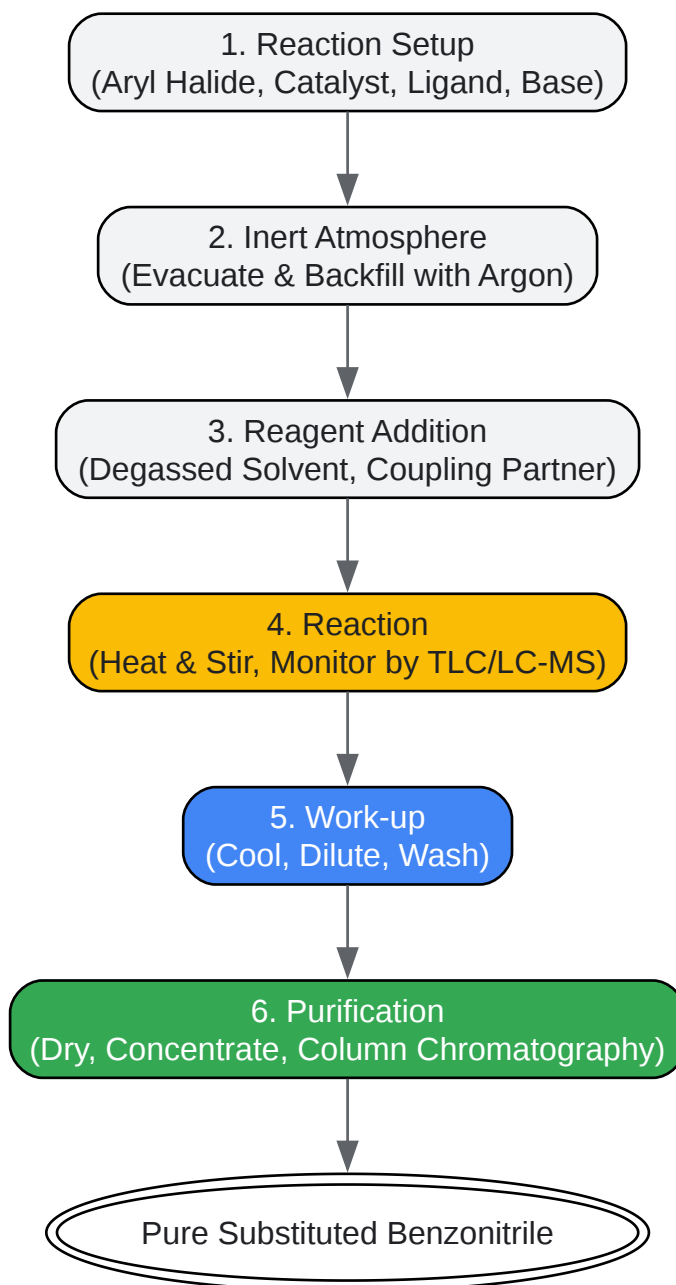 1. Reaction Setup
(Aryl Halide, Catalyst, Ligand, Base)
2. Inert Atmosphere
(Evacuate & Backfill with Argon)
3. Reagent Addition
(Degassed Solvent, Coupling Partner)
4. Reaction
(Heat & Stir, Monitor by TLC/LC-MS)
5. Work-up
(Cool, Dilute, Wash)
6. Purification
(Dry, Concentrate, Column Chromatography)
Pure Substituted Benzonitrile